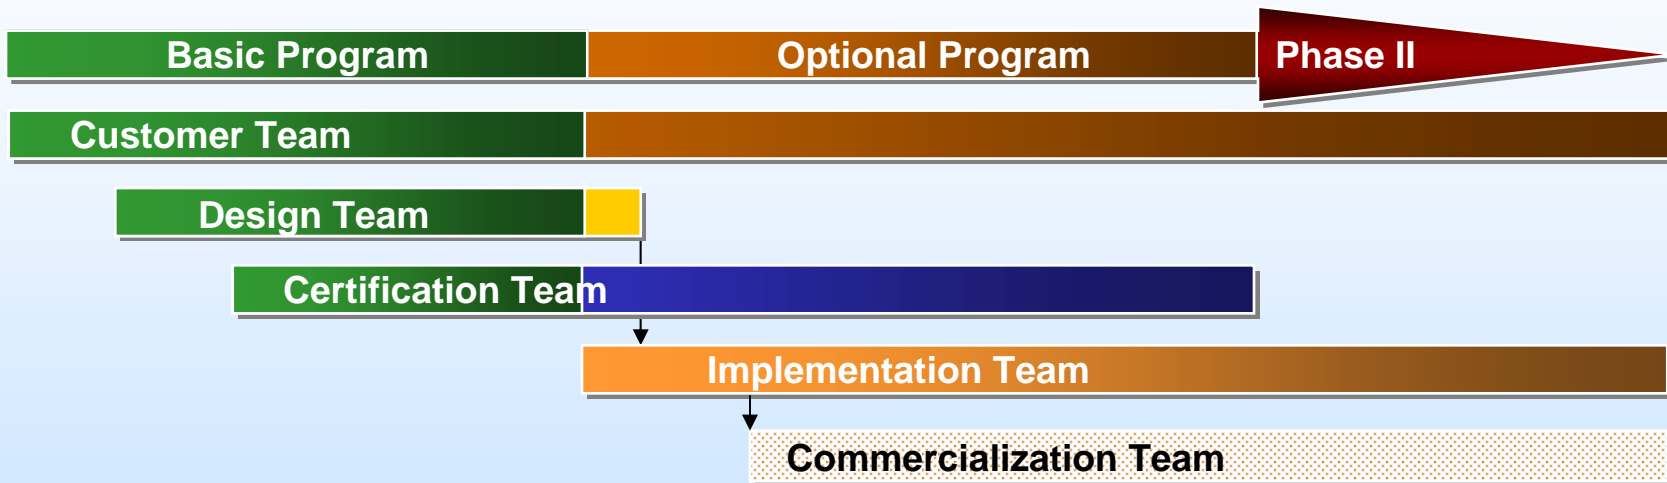 Basic Program
Optional Program
Phase II
Customer Team
Design Team
Certification Team
Implementation Team
Commercialization Team